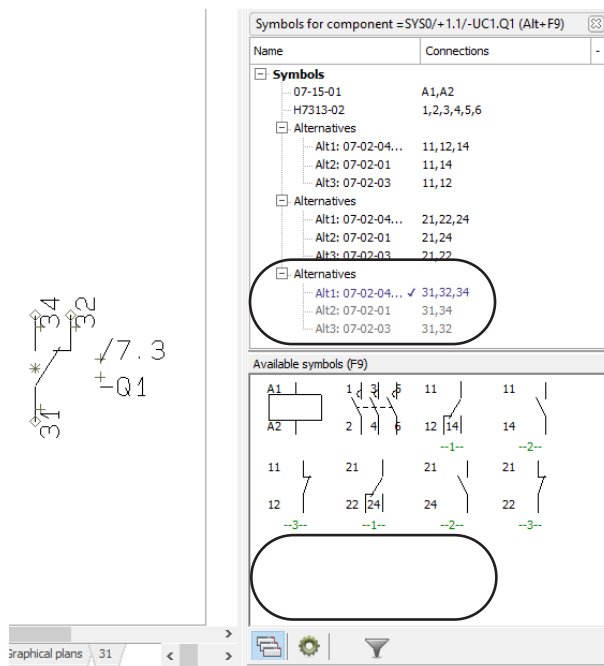 Symbols for component =SYS0/+1.1/-UC1.Q1 (Alt+F9)
Name Connections -
Symbols
07-15-01 A1,A2
H7313-02 1,2,3,4,5,6
Alternatives
Alt1: 07-02-04... 11,12,14
Alt2: 07-02-01 11,14
Alt3: 07-02-03 11,12
Alternatives
Alt1: 07-02-04... 21,22,24
Alt2: 07-02-01 21,24
Alt3: 07-02-03 21,22
Alternatives
Alt1: 07-02-04... ✓ 31,32,34
Alt2: 07-02-01 31,34
Alt3: 07-02-03 31,32
34 32
/7.3
-Q1
31
Available symbols (F9)
A1 1 3 5 11 11
A2 2 4 6 12 14 14
--1-- --2--
11 21 21 21
12 22 24 24 22
--3-- --1-- --2-- --3--
Graphical plans 31